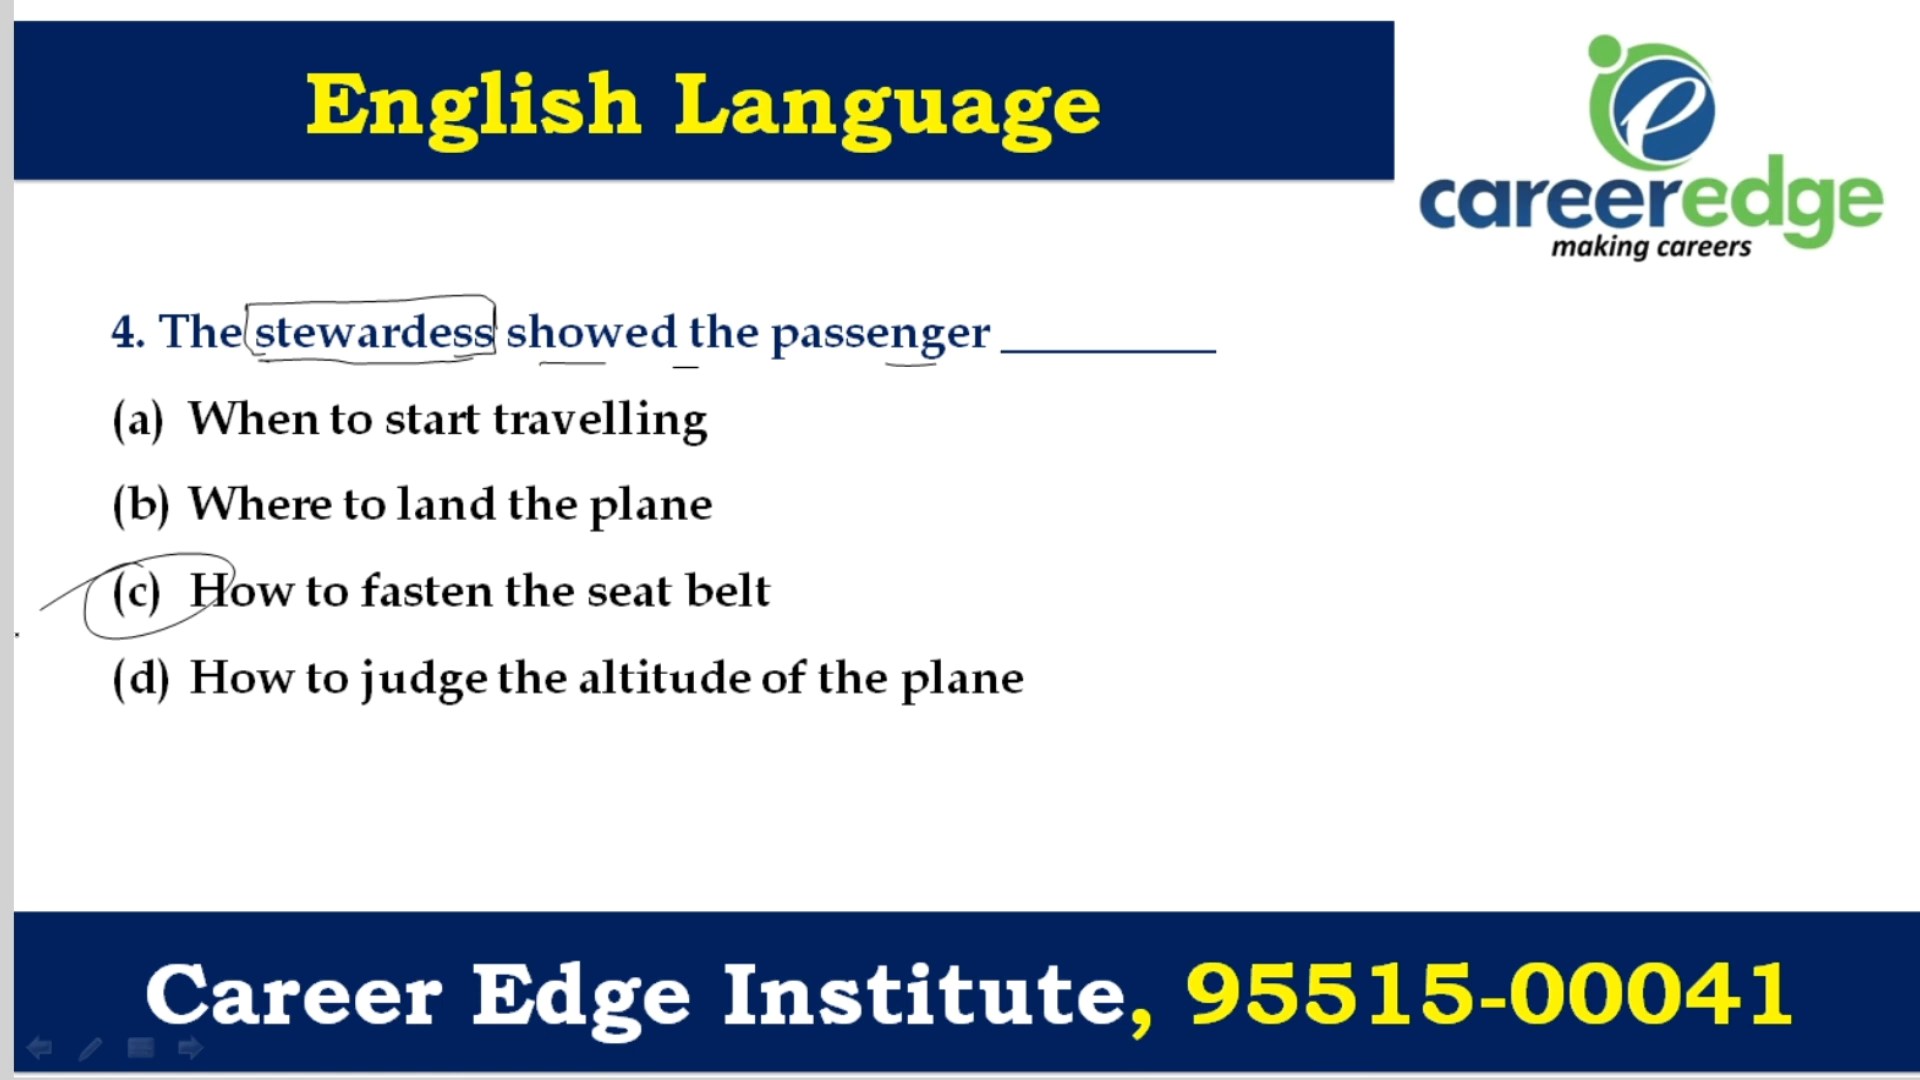 English Language
careeredge
making careers
4. The stewardess showed the passenger __________
(a) When to start travelling
(b) Where to land the plane
(c) How to fasten the seat belt
(d) How to judge the altitude of the plane
Career Edge Institute, 95515-00041